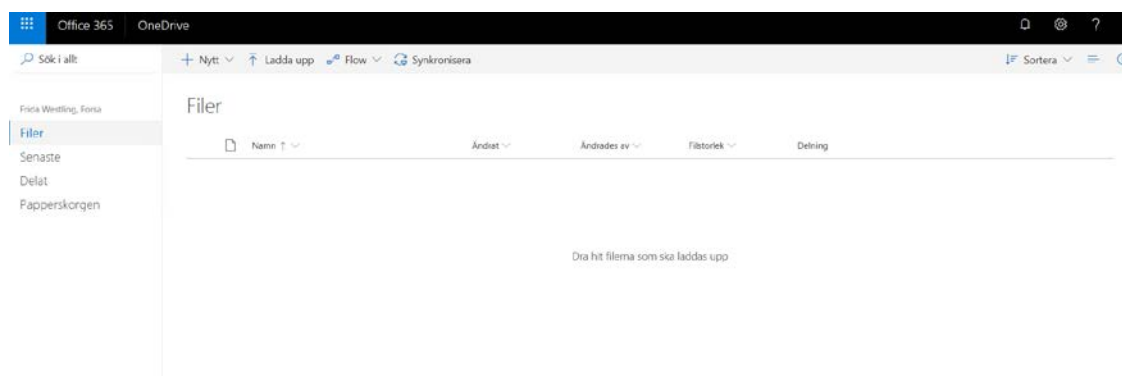 Office 365 OneDrive ?
Sök i allt
Nytt Ladda upp Flow Synkronisera Sortera
Westling, Forsa
Filer
Filer
Senaste
Delat
Papperskorgen
Namn ↑ Ändrat Ändrades av Filstorlek Delning
Dra hit filerna som ska laddas upp